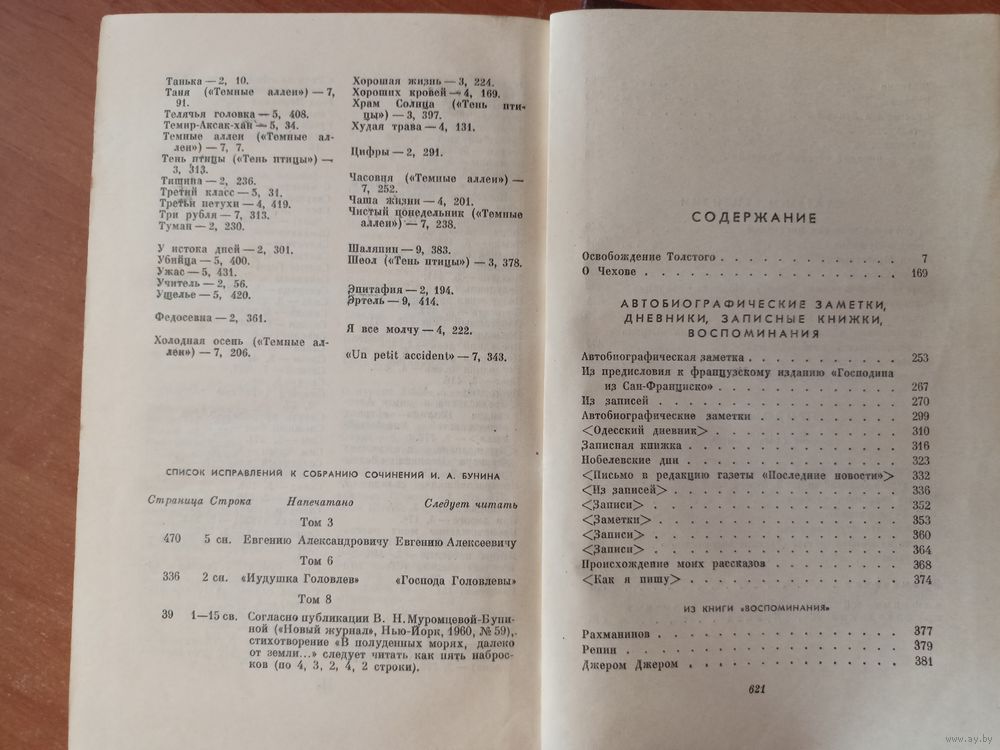 Танька — 2, 10.
Таня («Темные аллеи») — 7,
91.
Телячья головка — 5, 408.
Темир-Аксак-хан — 5, 34.
Темные аллеи («Темные ал-
леи») — 7, 7.
Тень птицы («Тень птицы») —
3, 313.
Тишина — 2, 236.
Третий класс — 5, 31.
Третьи петухи — 4, 419.
Три рубля — 7, 313.
Туман — 2, 230.
У истока дней — 2, 301.
Убийца — 5, 400.
Ужас — 5, 431.
Учитель — 2, 56.
Ущелье — 5, 420.
Федосевна — 2, 361.
Холодная осень («Темные ал-
леи») — 7, 206.
Хорошая жизнь — 3, 224.
Хороших кровей — 4, 169.
Храм Солнца («Тень пти-
цы») — 3, 397.
Худая трава — 4, 131.
Цифры — 2, 291.
Часовня («Темные аллеи») —
7, 252.
Чаша жизни — 4, 201.
Чистый понедельник («Темные
аллеи») — 7, 238.
Шаляпин — 9, 383.
Шеол («Тень птицы») — 3, 378.
Эпитафия — 2, 194.
Эртель — 9, 414.
Я все молчу — 4, 222.
«Un petit accident» — 7, 343.
СПИСОК ИСПРАВЛЕНИЙ К СОБРАНИЮ СОЧИНЕНИЙ И. А. БУНИНА
Страница Строка Напечатано Следует читать
Том 3
470 5 сн. Евгению Александровичу Евгению Алексеевичу
Том 6
336 2 сн. «Иудушка Головлев» «Господа Головлевы»
Том 8
39 1—15 св. Согласно публикации В. Н. Муромцевой-Буни-
ной («Новый журнал», Нью-Йорк, 1960, № 59),
стихотворение «В полуденных морях, далеко
от земли...» следует читать как пять наброс-
ков (по 4, 3, 2, 4, 2 строки).
СОДЕРЖАНИЕ
Освобождение Толстого . . . . . . . . . . . . 7
О Чехове . . . . . . . . . . . . . . . . 169
АВТОБИОГРАФИЧЕСКИЕ ЗАМЕТКИ,
ДНЕВНИКИ, ЗАПИСНЫЕ КНИЖКИ,
ВОСПОМИНАНИЯ
Автобиографическая заметка . . . . . . . . . . 253
Из предисловия к французскому изданию «Господина
из Сан-Франциско» . . . . . . . . . . . . 267
Из записей . . . . . . . . . . . . . . . 270
Автобиографические заметки . . . . . . . . . . 299
<Одесский дневник> . . . . . . . . . . . . 310
Записная книжка . . . . . . . . . . . . . 316
Нобелевские дни . . . . . . . . . . . . . 323
<Письмо в редакцию газеты «Последние новости»> 332
<Из записей> . . . . . . . . . . . . . . 336
<Записи> . . . . . . . . . . . . . . . 352
<Заметки> . . . . . . . . . . . . . . . 353
<Записи> . . . . . . . . . . . . . . . 360
<Записи> . . . . . . . . . . . . . . . 364
Происхождение моих рассказов . . . . . . . . . 368
<Как я пишу> . . . . . . . . . . . . . . 374
ИЗ КНИГИ «ВОСПОМИНАНИЯ»
Рахманинов . . . . . . . . . . . . . . . 377
Репин . . . . . . . . . . . . . . . . . 379
Джером Джером . . . . . . . . . . . . . . 381
621
www.ay.by